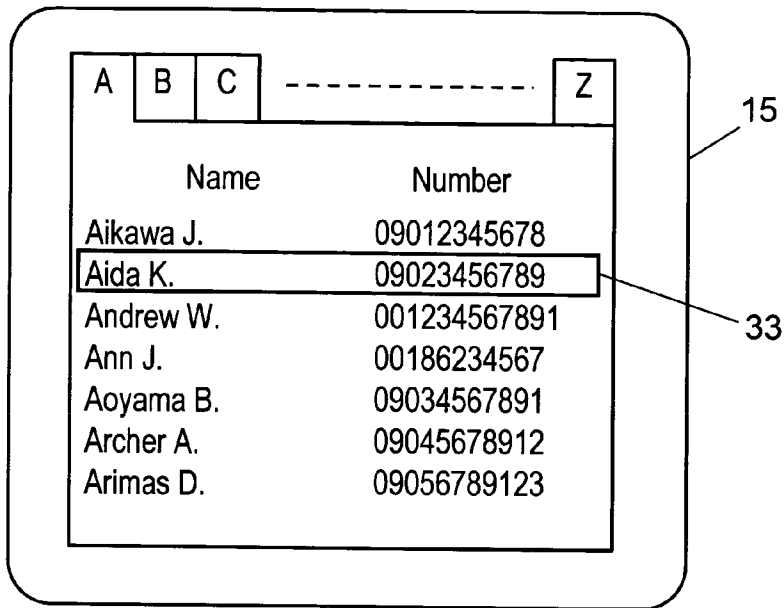 A B C Z
15
Name Number
Aikawa J. 09012345678
Aida K. 09023456789
33
Andrew W. 001234567891
Ann J. 00186234567
Aoyama B. 09034567891
Archer A. 09045678912
Arimas D. 09056789123